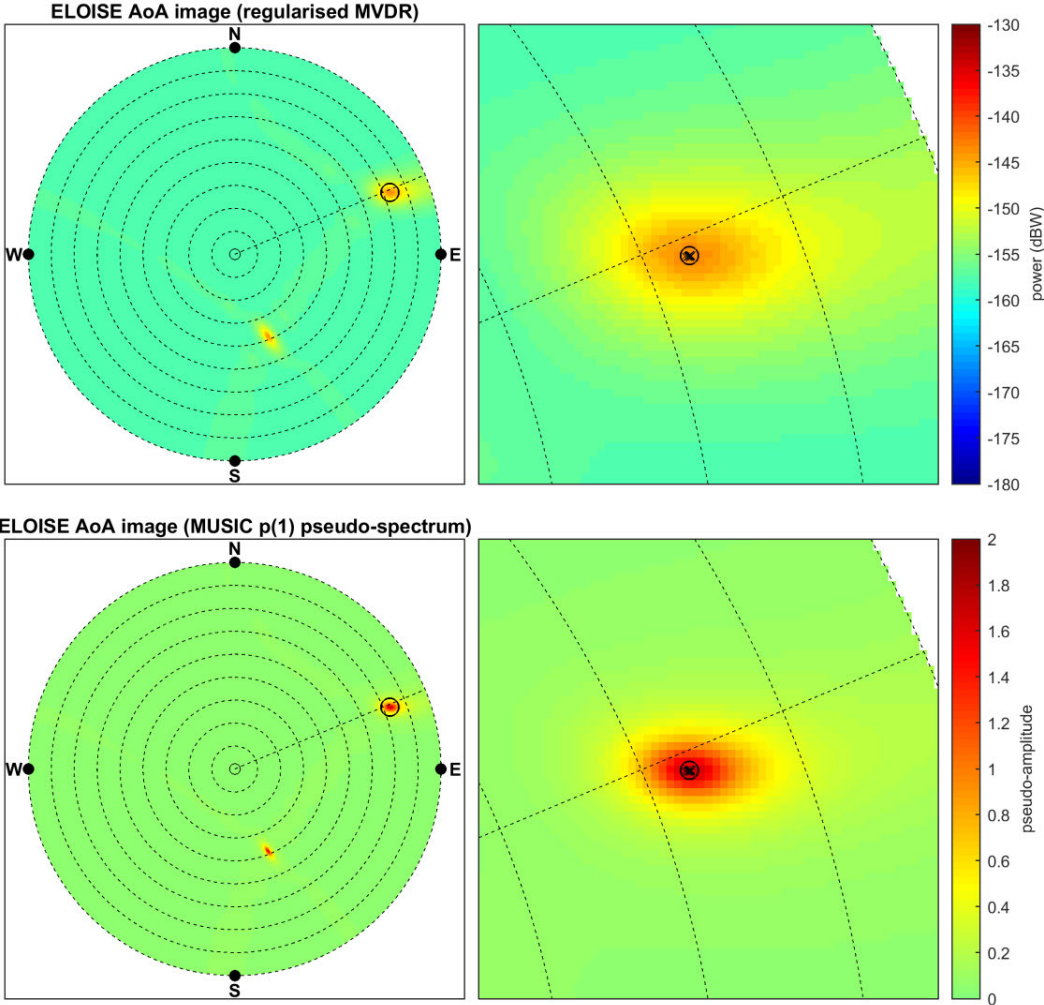 ELOISE AoA image (regularised MVDR)
N
W
E
S
-130
-135
-140
-145
-150
-155
-160
-165
-170
-175
-180
power (dBW)
ELOISE AoA image (MUSIC p(1) pseudo-spectrum)
N
W
E
S
2
1.8
1.6
1.4
1.2
1
0.8
0.6
0.4
0.2
0
pseudo-amplitude